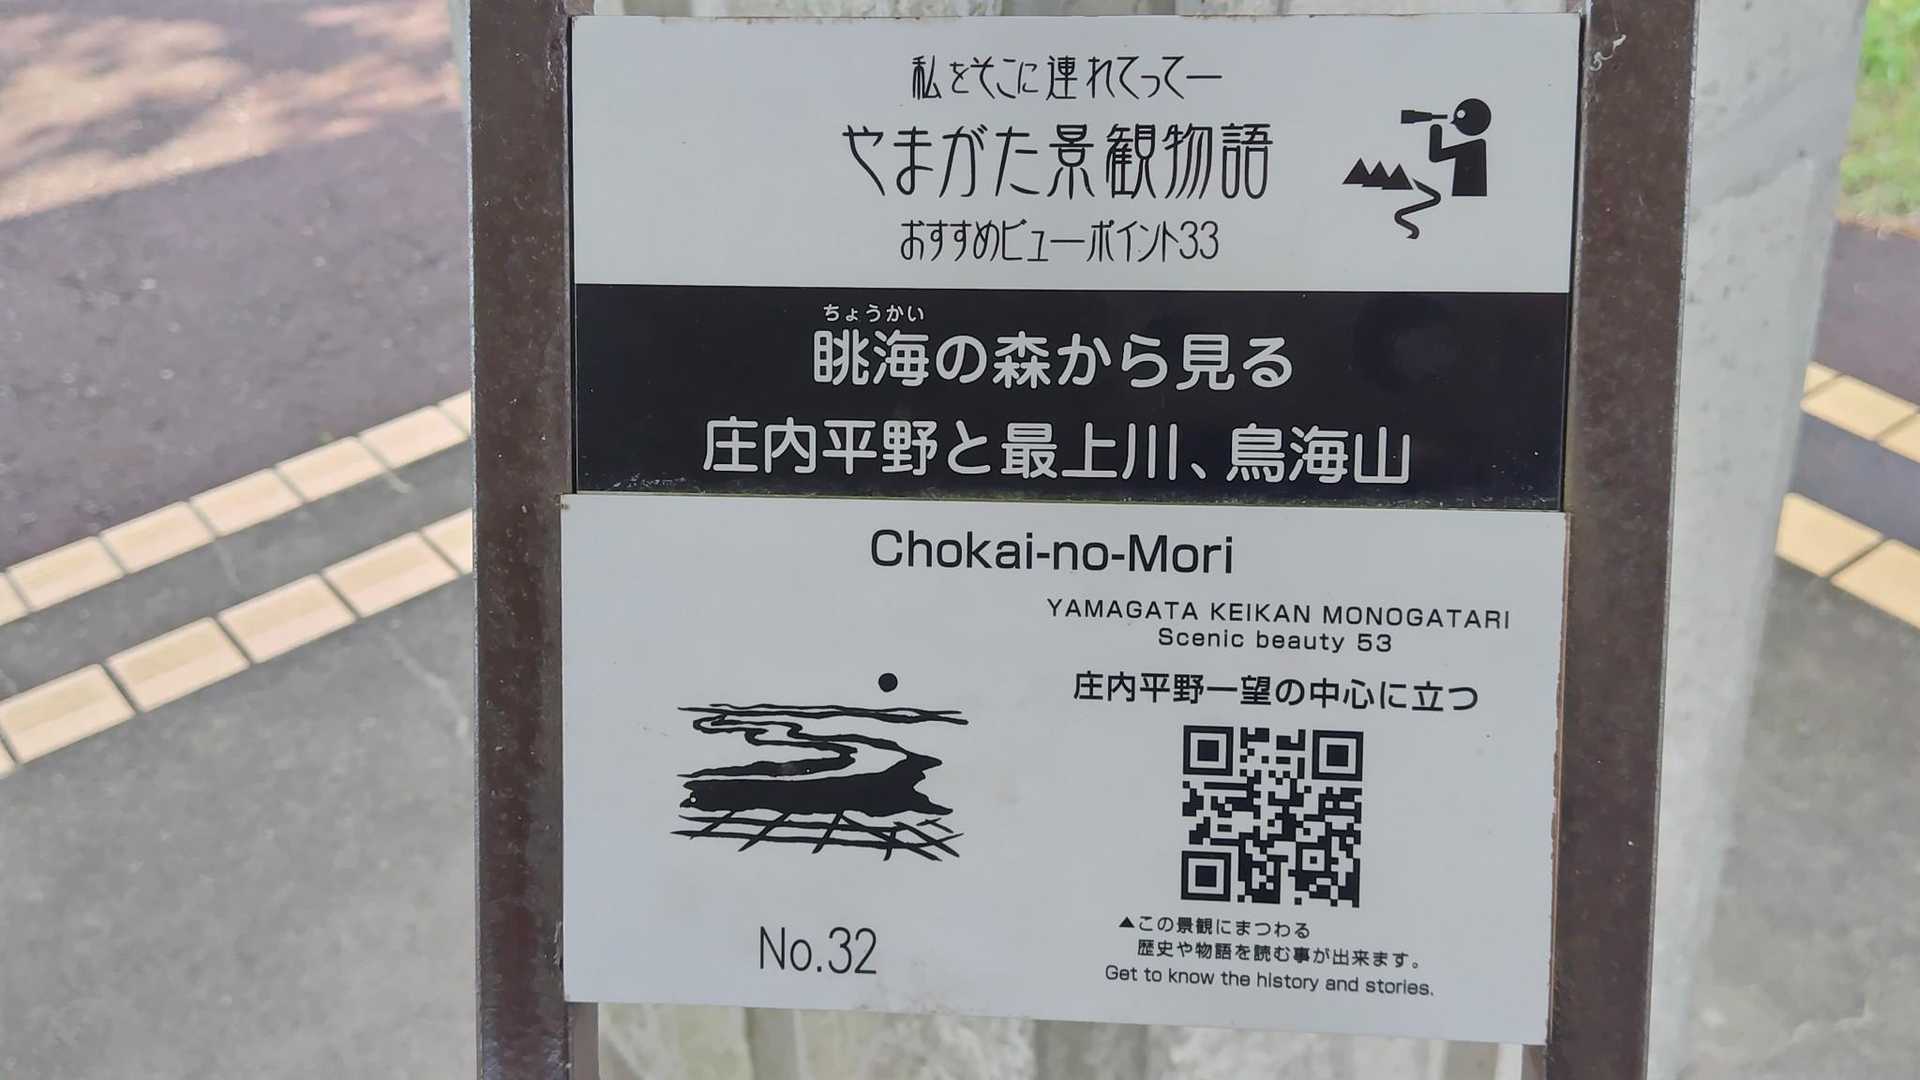 私をそこに連れてってー
やまがた景観物語
おすすめビューポイント33
ちょうかい
眺海の森から見る
庄内平野と最上川、鳥海山
Chokai-no-Mori
YAMAGATA KEIKAN MONOGATARI
Scenic beauty 53
庄内平野一望の中心に立つ
▲この景観にまつわる
歴史や物語を読む事が出来ます。
Get to know the history and stories.
No.32